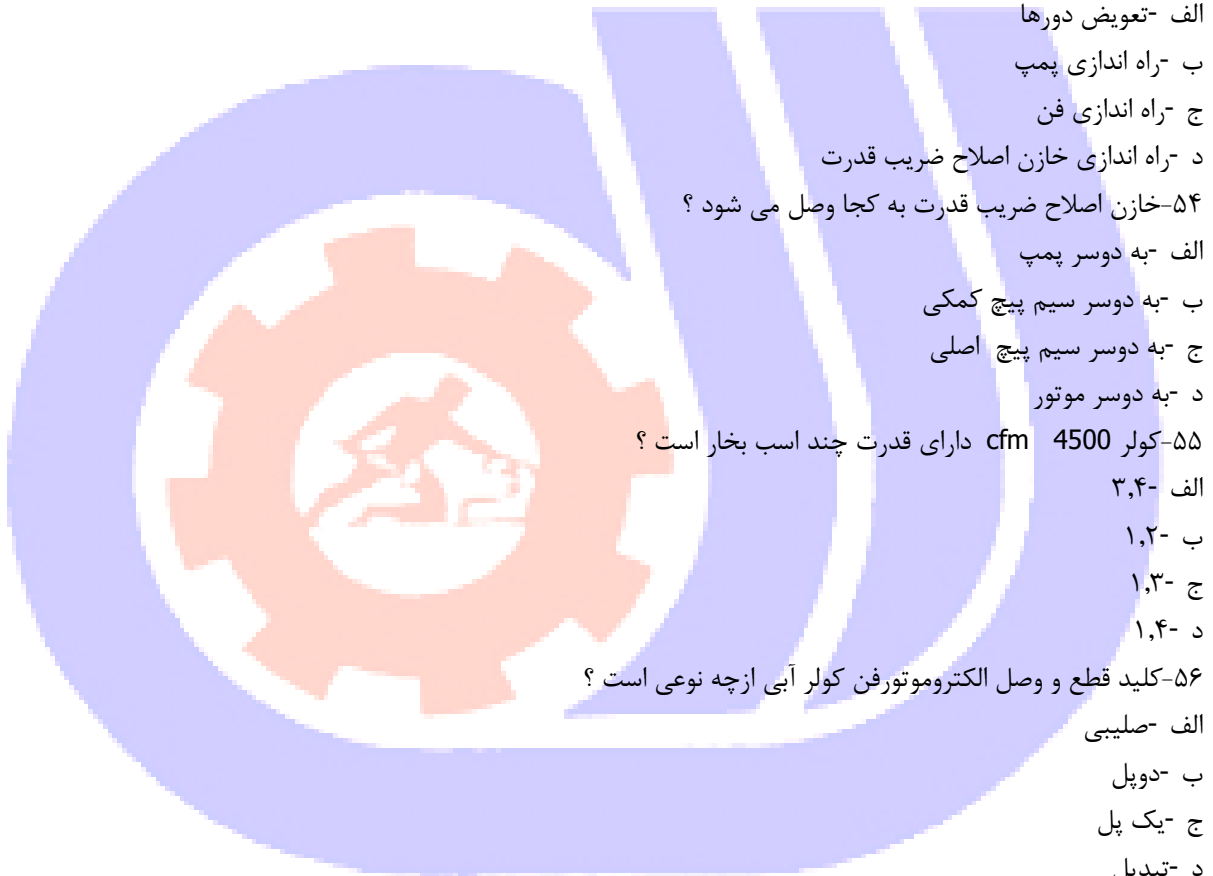 الف -تعویض دورها
ب -راه اندازی پمپ
ج -راه اندازی فن
د -راه اندازی خازن اصلاح ضریب قدرت
۵۴-خازن اصلاح ضریب قدرت به کجا وصل می شود ؟
الف -به دوسر پمپ
ب -به دوسر سیم پیچ کمکی
ج -به دوسر سیم پیچ اصلی
د -به دوسر موتور
۵۵-کولر 4500 cfm دارای قدرت چند اسب بخار است ؟
الف -۳,۴
ب -۱,۲
ج -۱,۳
د -۱,۴
۵۶-کلید قطع و وصل الکتروموتورفن کولر آبی ازچه نوعی است ؟
الف -صلیبی
ب -دوپل
ج -یک پل
د -تبدیل